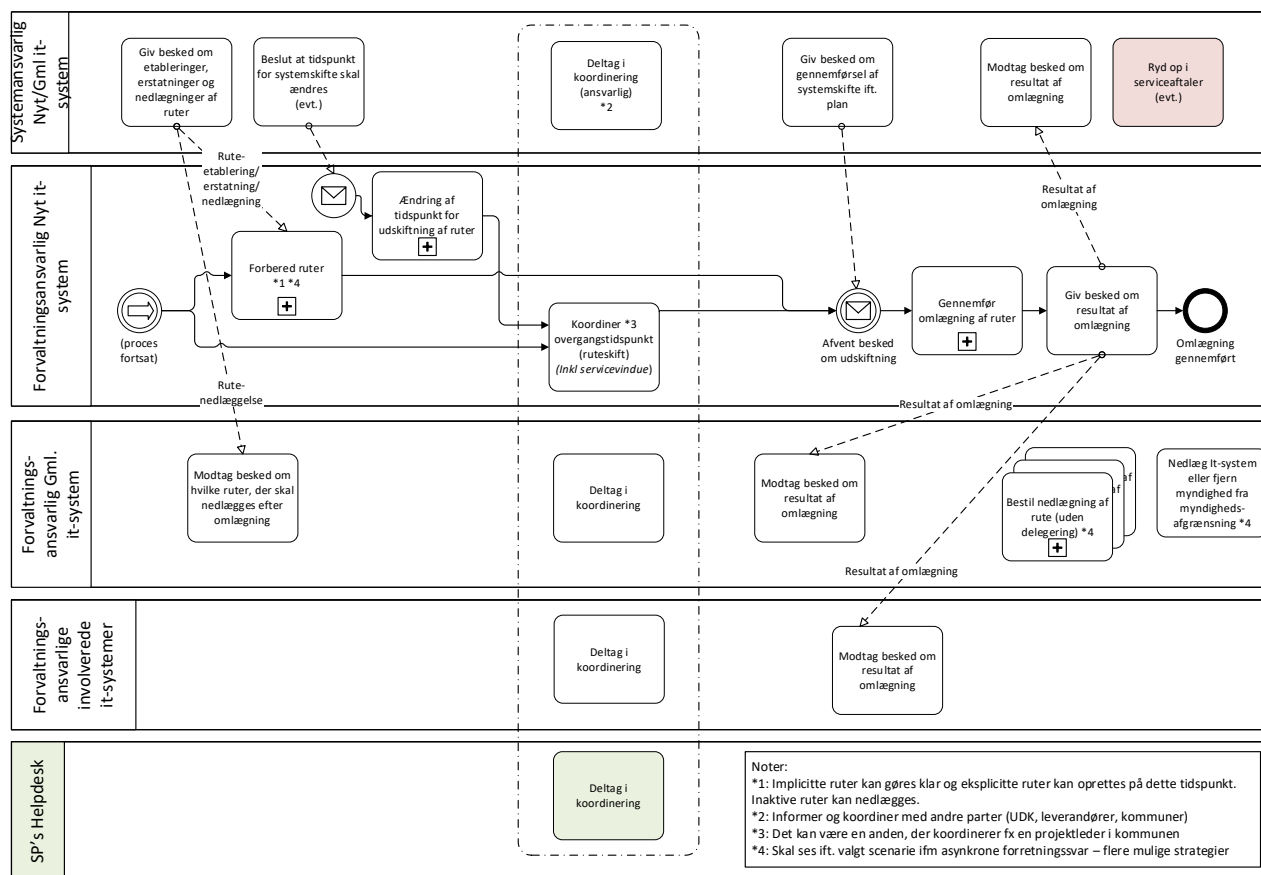 Systemansvarlig
Nyt/Gml it-
system
Giv besked om
etableringer,
erstatninger og
nedlægninger af
ruter
Beslut at tidspunkt
for systemskifte skal
ændres
(evt.)
Deltag i
koordinering
(ansvarlig)
*2
Giv besked om
gennemførsel af
systemskifte ift.
plan
Modtag besked om
resultat af
omlægning
Ryd op i
serviceaftaler
(evt.)
Forvaltningsansvarlig Nyt it-
system
Rute-
etablering/
erstatning/
nedlægning
Ændring af
tidspunkt for
udskiftning af ruter
Resultat af
omlægning
Forbered ruter
*1 *4
(proces
fortsat)
Koordiner *3
overgangstidspunkt
(ruteskift)
(Inkl servicevindue)
Afvent besked
om udskiftning
Gennemfør
omlægning af ruter
Giv besked om
resultat af
omlægning
Omlægning
gennemført
Rute-
nedlæggelse
Resultat af omlægning
Forvaltnings-
ansvarlig Gml.
it-system
Modtag besked om
hvilke ruter, der skal
nedlægges efter
omlægning
Deltag i
koordinering
Modtag besked om
resultat af
omlægning
af
af
Bestil nedlægning af
rute (uden
delegering) *4
Nedlæg It-system
eller fjern
myndighed fra
myndigheds-
afgrænsning *4
Resultat af omlægning
Forvaltnings-
ansvarlige
involverede
it-systemer
Deltag i
koordinering
Modtag besked om
resultat af
omlægning
SP's Helpdesk
Deltag i
koordinering
Noter:
*1: Implicitte ruter kan gøres klar og eksplicitte ruter kan oprettes på dette tidspunkt.
Inaktive ruter kan nedlægges.
*2: Informer og koordiner med andre parter (UDK, leverandører, kommuner)
*3: Det kan være en anden, der koordinerer fx en projektleder i kommunen
*4: Skal ses ift. valgt scenarie ifm asynkrone forretningssvar – flere mulige strategier